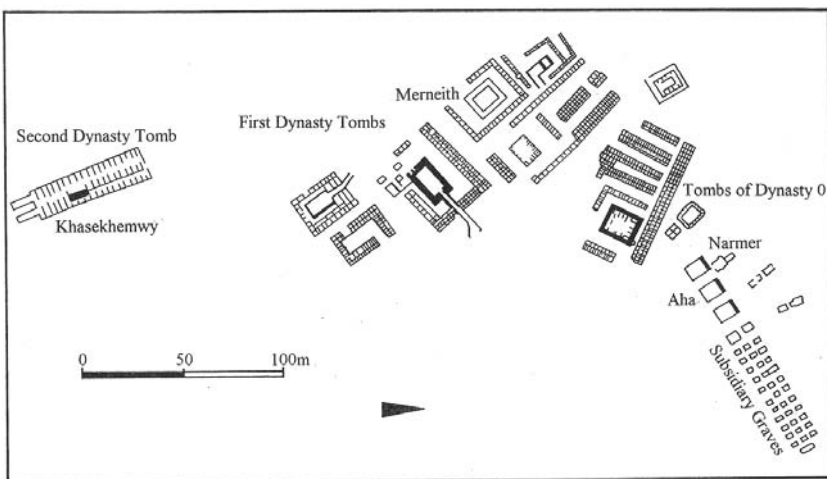 Merneith
First Dynasty Tombs
Second Dynasty Tomb
Khasekhemwy
Tombs of Dynasty 0
Narmer
Aha
Subsidiary Graves
0 50 100m